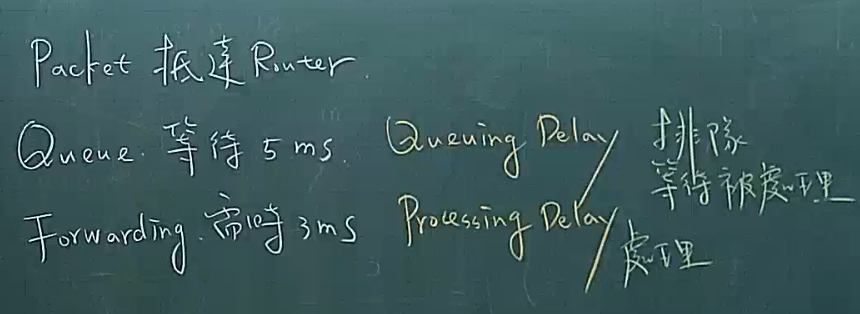 Packet 抵達 Router.
Queue. 等待 5 ms. Queuing Delay 排隊
等待被處理
Forwarding. 需時 3 ms Processing Delay 處理